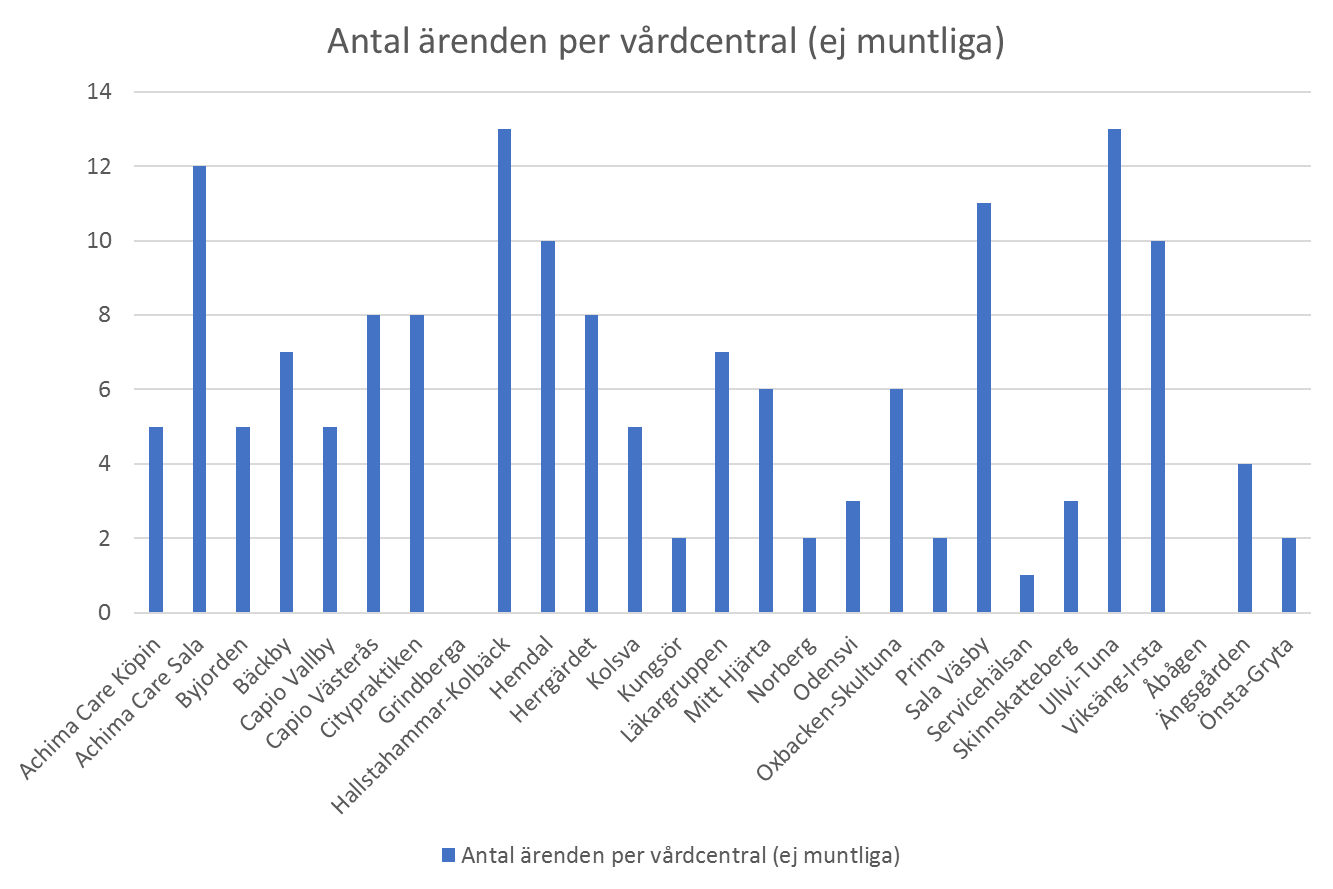 Antal ärenden per vårdcentral (ej muntliga)
14
12
10
8
6
4
2
0
Achima Care Köpin
Achima Care Sala
Byjorden
Bäckby
Capio Vallby
Capio Västerås
Citypraktiken
Grindberga
Hallstahammar-Kolbäck
Hemdal
Herrgärdet
Kolsva
Kungsör
Läkargruppen
Mitt Hjärta
Norberg
Odensvi
Oxbacken-Skultuna
Prima
Sala Väsby
Servicehälsan
Skinnskatteberg
Ullvi-Tuna
Viksäng-Irsta
Åbågen
Ängsgården
Önsta-Gryta
Antal ärenden per vårdcentral (ej muntliga)